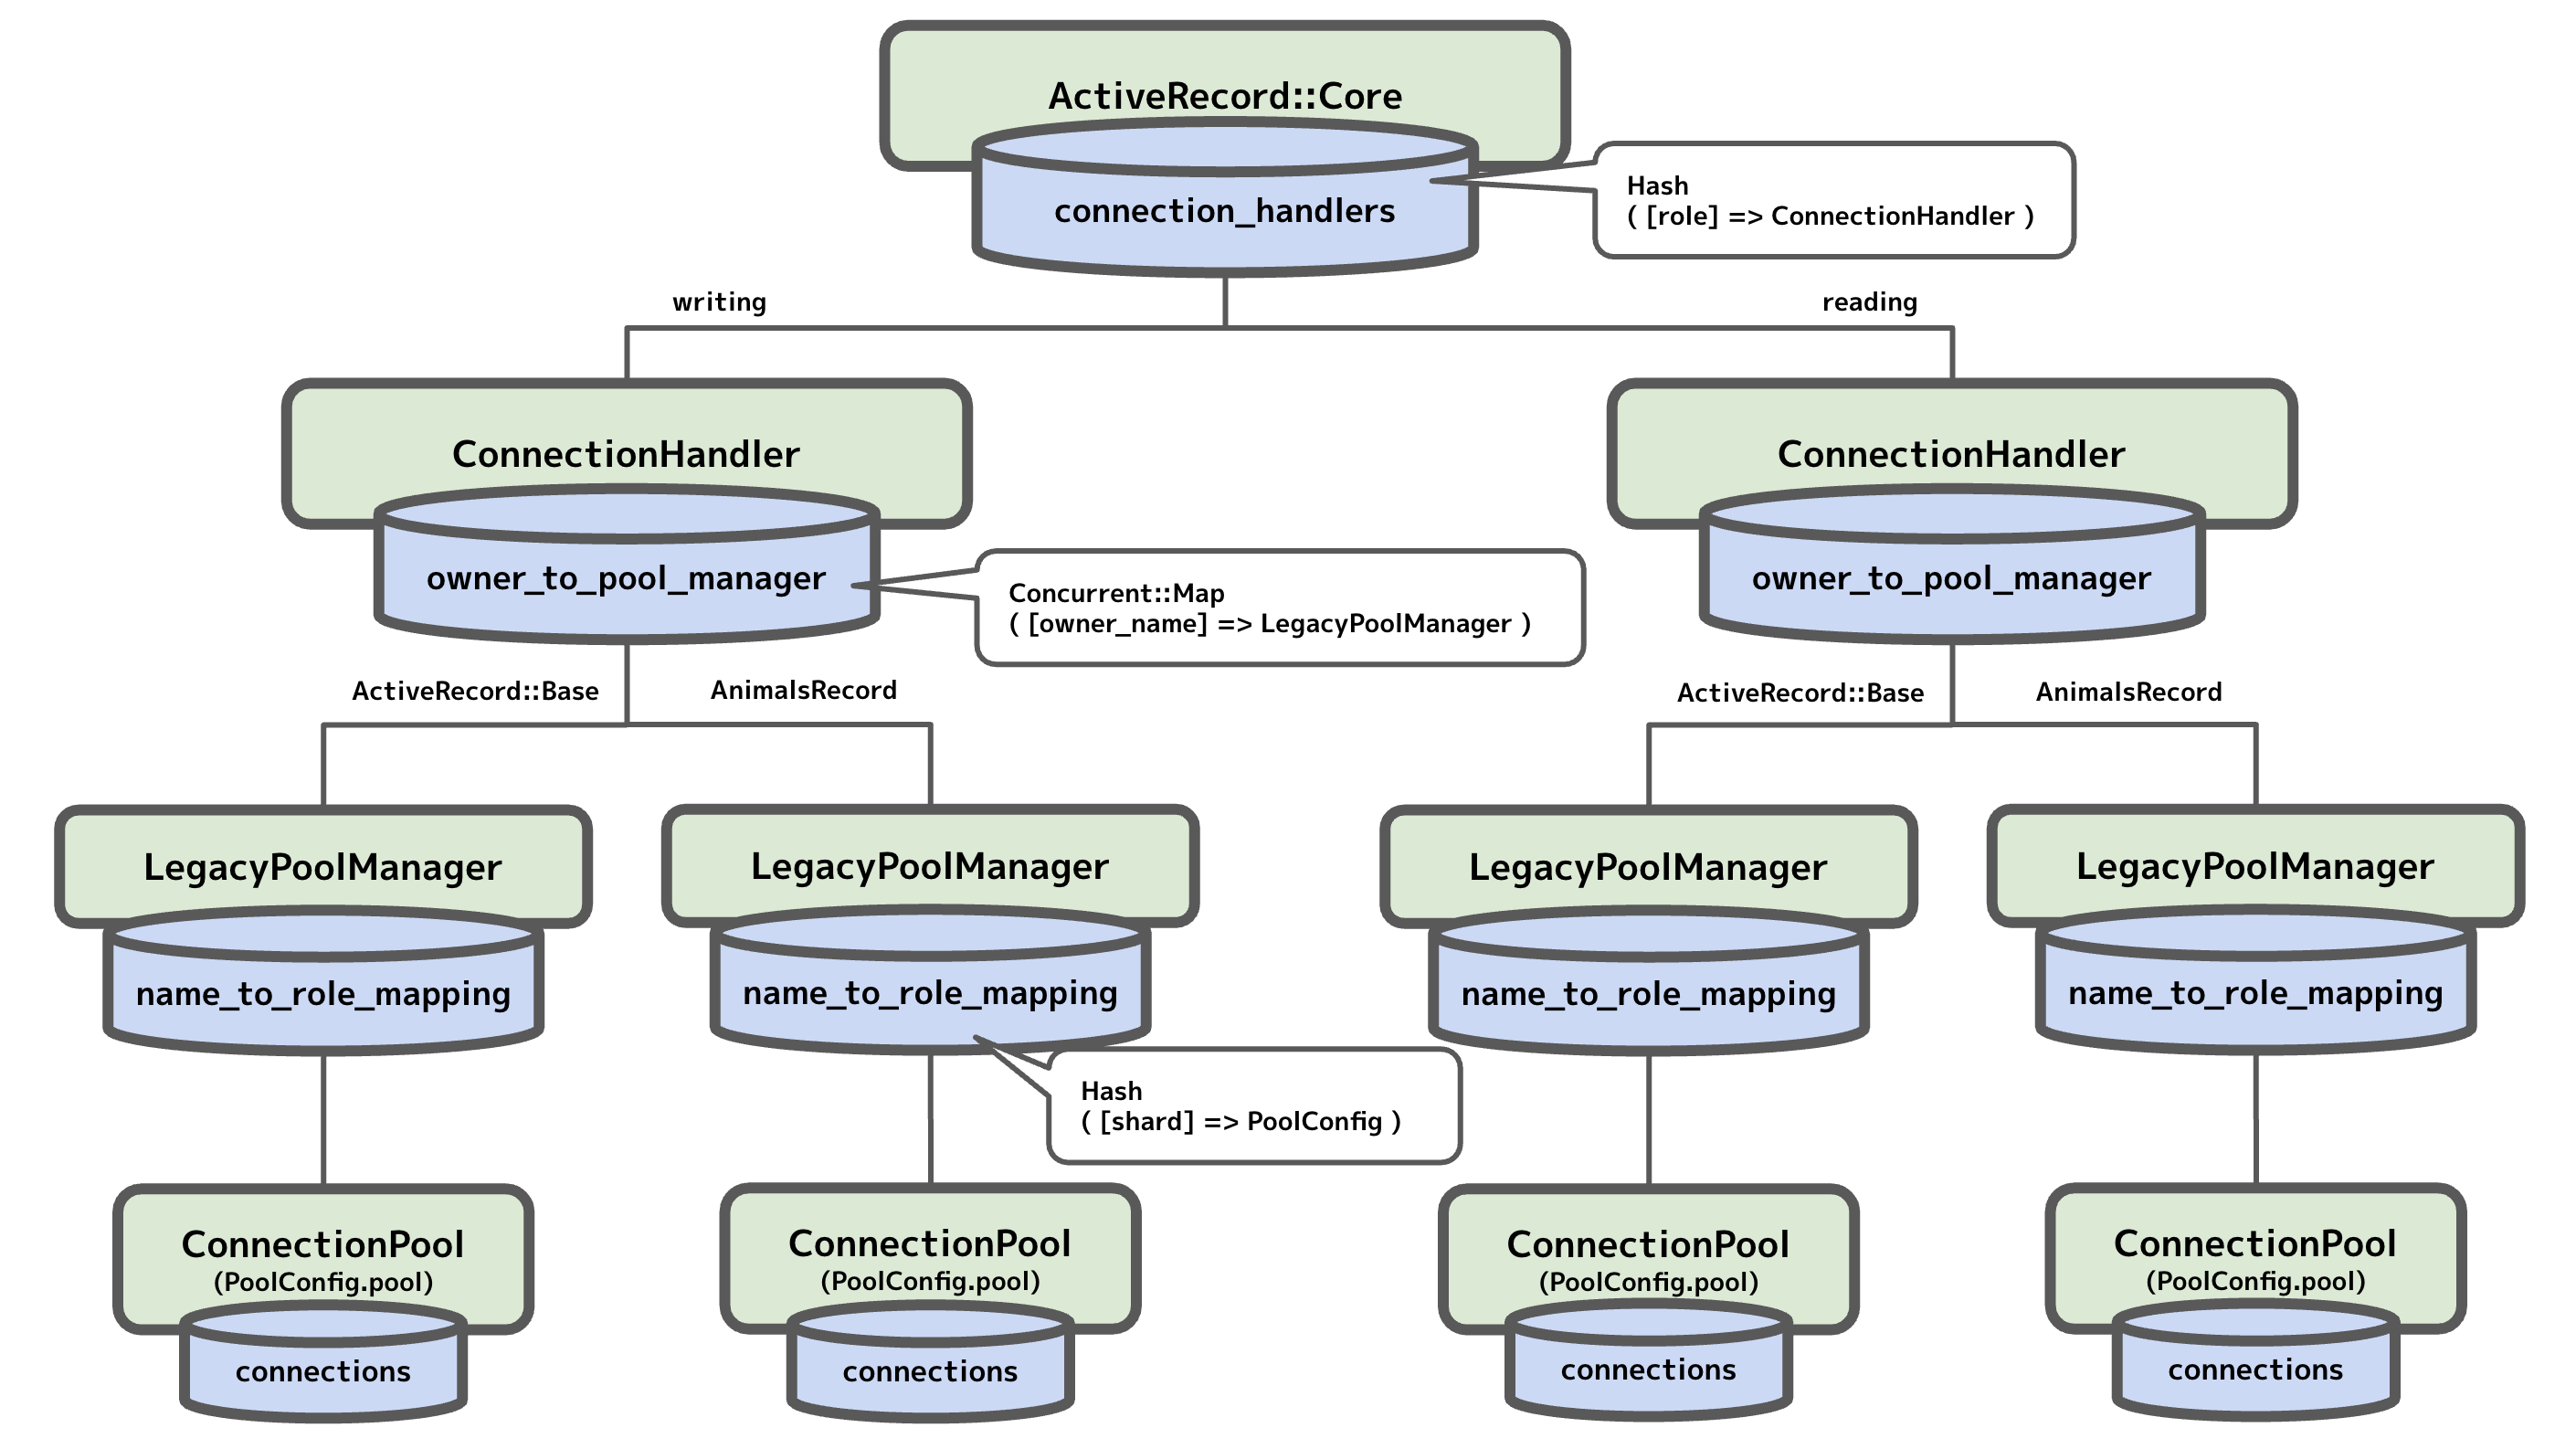 ActiveRecord::Core
connection_handlers
Hash
( [role] => ConnectionHandler )
writing
reading
ConnectionHandler
owner_to_pool_manager
Concurrent::Map
( [owner_name] => LegacyPoolManager )
ConnectionHandler
owner_to_pool_manager
ActiveRecord::Base
AnimalsRecord
ActiveRecord::Base
AnimalsRecord
LegacyPoolManager
name_to_role_mapping
LegacyPoolManager
name_to_role_mapping
Hash
( [shard] => PoolConfig )
LegacyPoolManager
name_to_role_mapping
LegacyPoolManager
name_to_role_mapping
ConnectionPool
(PoolConfig.pool)
connections
ConnectionPool
(PoolConfig.pool)
connections
ConnectionPool
(PoolConfig.pool)
connections
ConnectionPool
(PoolConfig.pool)
connections